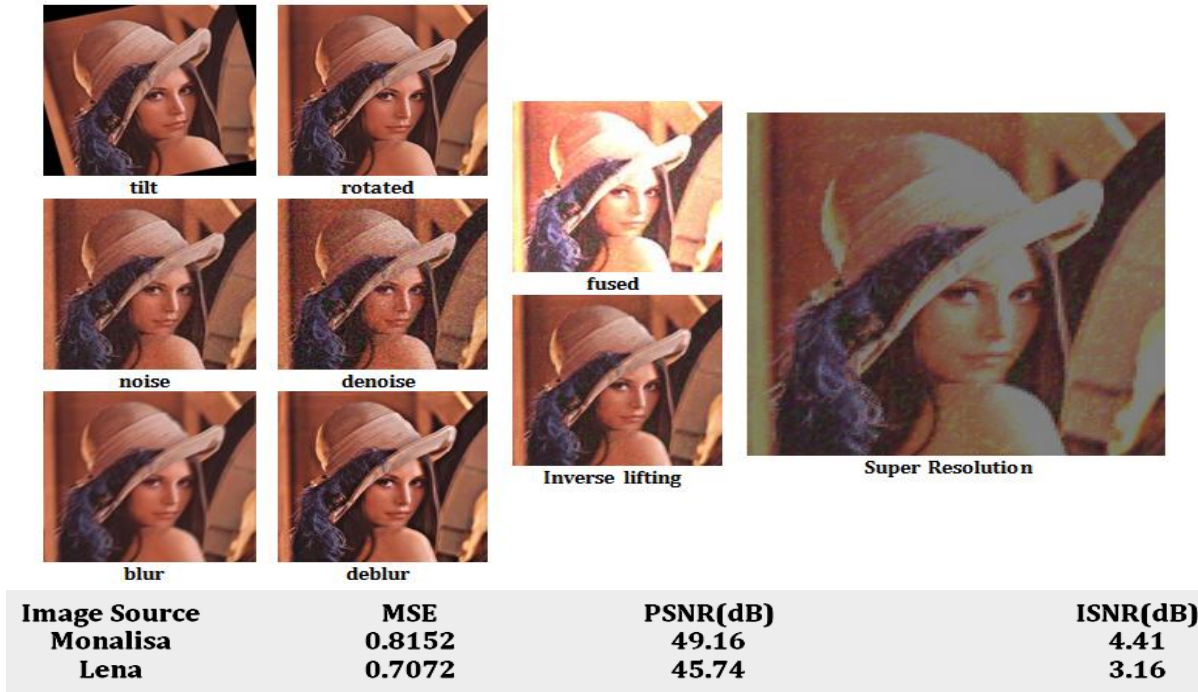 tilt
rotated
noise
denoise
blur
deblur
fused
Inverse lifting
Super Resolution
Image Source MSE PSNR(dB) ISNR(dB)
Monalisa 0.8152 49.16 4.41
Lena 0.7072 45.74 3.16